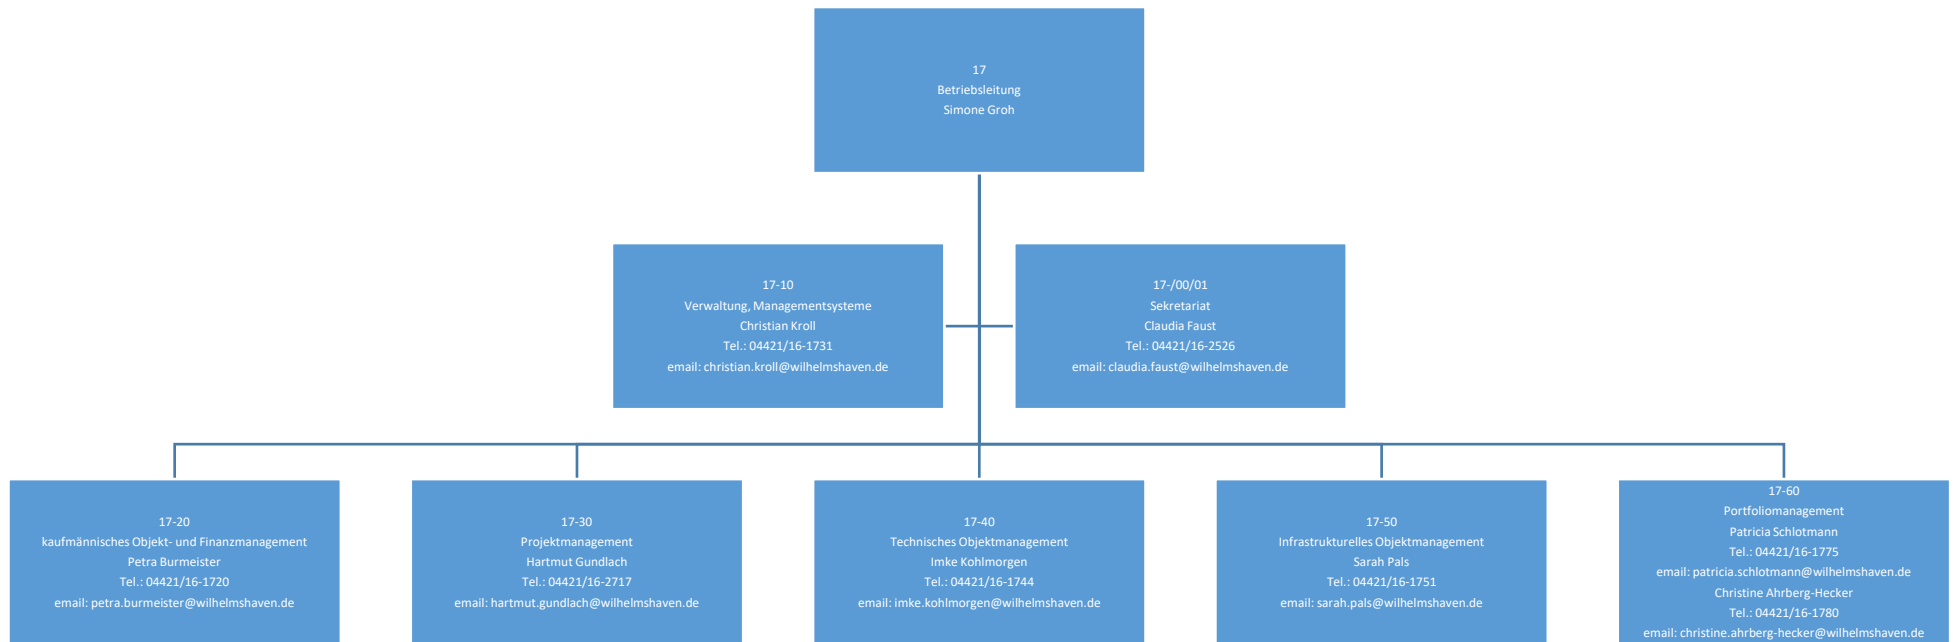 17
Betriebsleitung
Simone Groh
17-10
Verwaltung, Managementsysteme
Christian Kroll
Tel.: 04421/16-1731
email: christian.kroll@wilhelmshaven.de
17-/00/01
Sekretariat
Claudia Faust
Tel.: 04421/16-2526
email: claudia.faust@wilhelmshaven.de
17-20
kaufmännisches Objekt- und Finanzmanagement
Petra Burmeister
Tel.: 04421/16-1720
email: petra.burmeister@wilhelmshaven.de
17-30
Projektmanagement
Hartmut Gundlach
Tel.: 04421/16-2717
email: hartmut.gundlach@wilhelmshaven.de
17-40
Technisches Objektmanagement
Imke Kohlmorgen
Tel.: 04421/16-1744
email: imke.kohlmorgen@wilhelmshaven.de
17-50
Infrastrukturelles Objektmanagement
Sarah Pals
Tel.: 04421/16-1751
email: sarah.pals@wilhelmshaven.de
17-60
Portfoliomanagement
Patricia Schlotmann
Tel.: 04421/16-1775
email: patricia.schlotmann@wilhelmshaven.de
Christine Ahrberg-Hecker
Tel.: 04421/16-1780
email: christine.ahrberg-hecker@wilhelmshaven.de